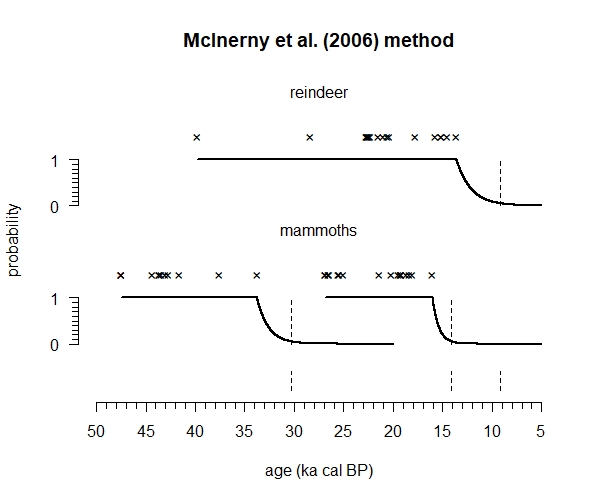 McInerny et al. (2006) method
reindeer
1
0
mammoths
1
0
probability
50 45 40 35 30 25 20 15 10 5
age (ka cal BP)